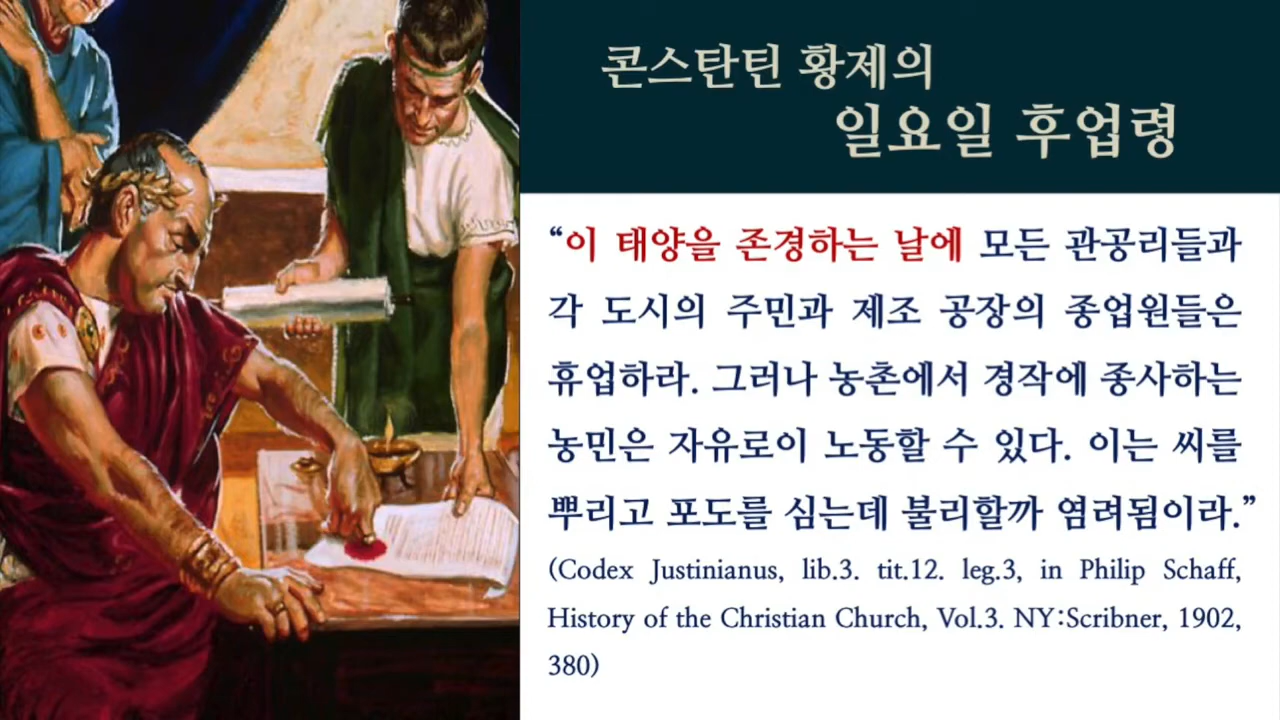 콘스탄틴 황제의
일요일 후업령
“이 태양을 존경하는 날에 모든 관공리들과
각 도시의 주민과 제조 공장의 종업원들은
휴업하라. 그러나 농촌에서 경작에 종사하는
농민은 자유로이 노동할 수 있다. 이는 씨를
뿌리고 포도를 심는데 불리할까 염려됨이라.”
(Codex Justinianus, lib.3. tit.12. leg.3, in Philip Schaff,
History of the Christian Church, Vol.3. NY:Scribner, 1902,
380)